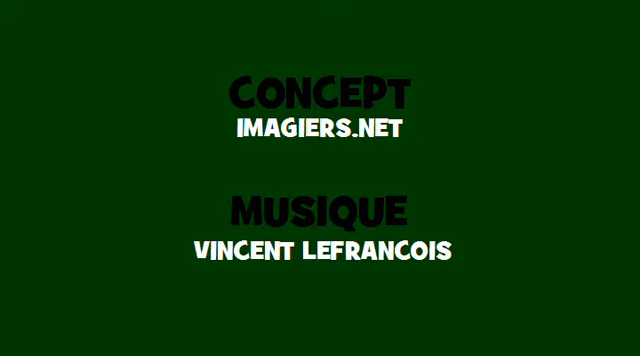 CONCEPT
IMAGIERS.NET
MUSIQUE
VINCENT LEFRANCOIS